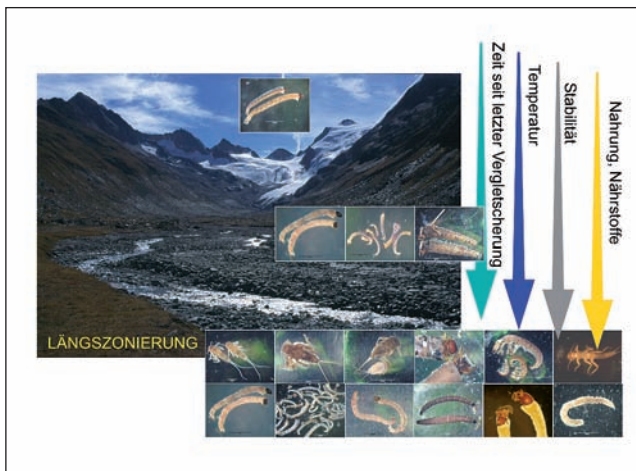 Zeit seit letzter Vergletscherung
Temperatur
Stabilität
Nahrung, Nährstoffe
LÄNGSZONIERUNG